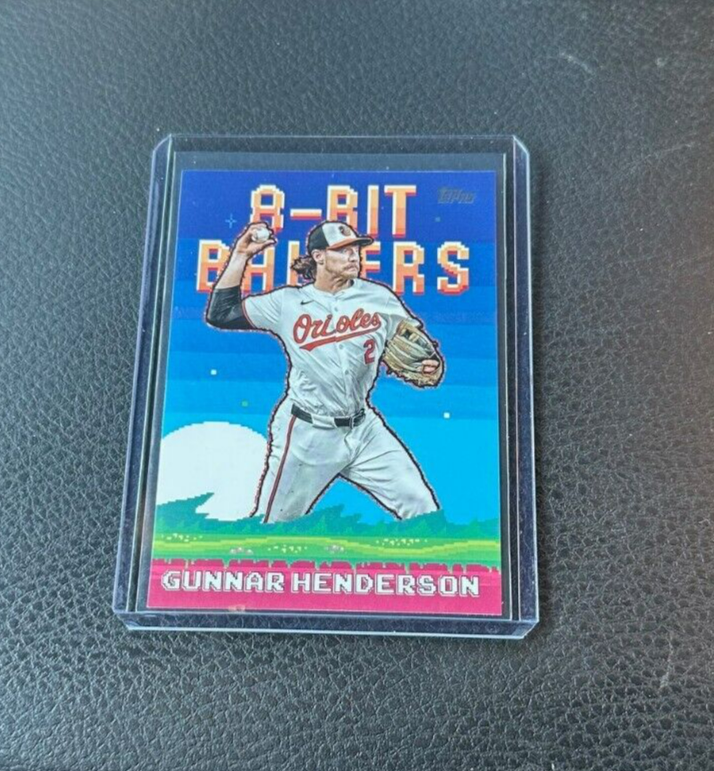 Topps
8-BIT
BALLERS
Orioles
2
GUNNAR HENDERSON